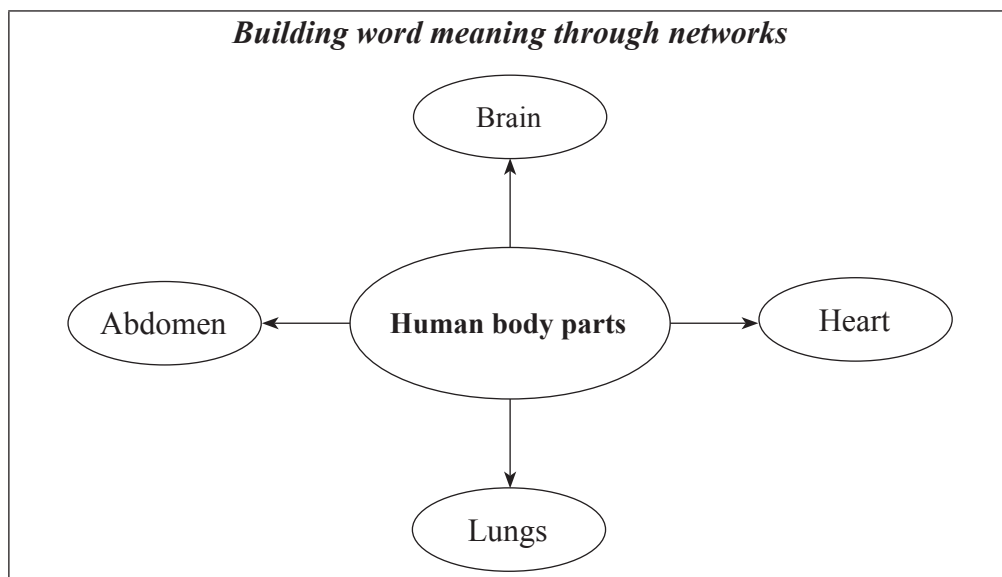 Building word meaning through networks
Brain
Abdomen
Human body parts
Heart
Lungs